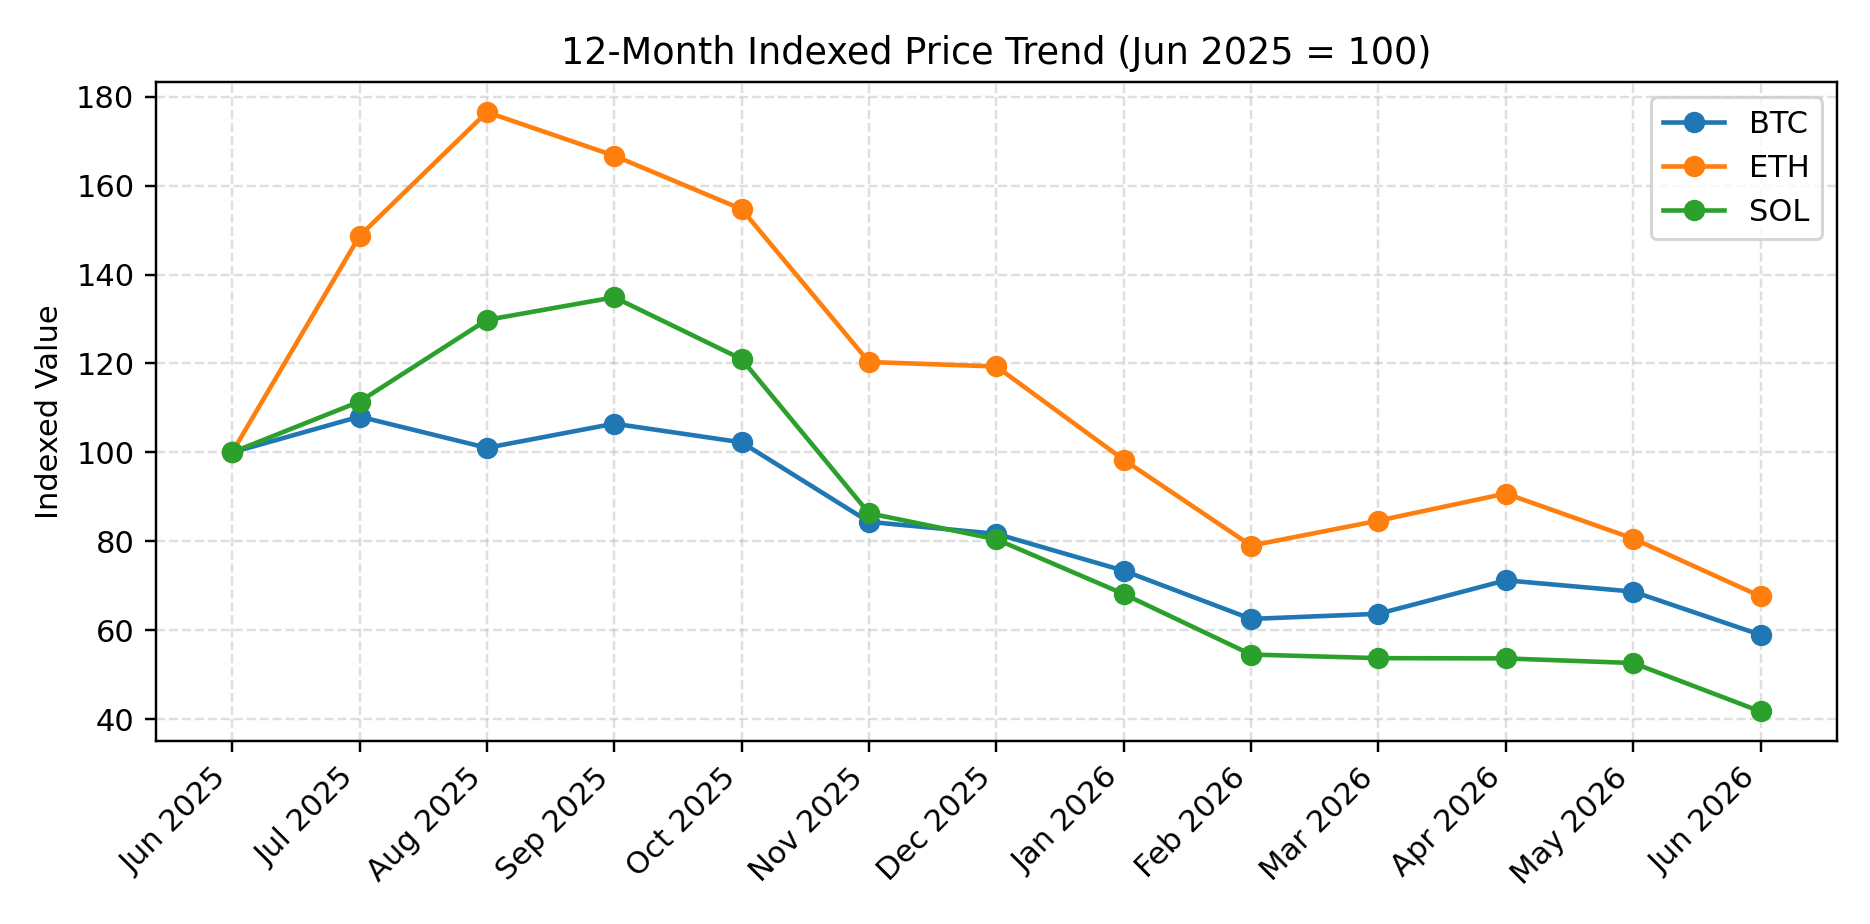 12-Month Indexed Price Trend (Jun 2025 = 100)
Indexed Value
180
160
140
120
100
80
60
40
BTC
ETH
SOL
Jun 2025
Jul 2025
Aug 2025
Sep 2025
Oct 2025
Nov 2025
Dec 2025
Jan 2026
Feb 2026
Mar 2026
Apr 2026
May 2026
Jun 2026